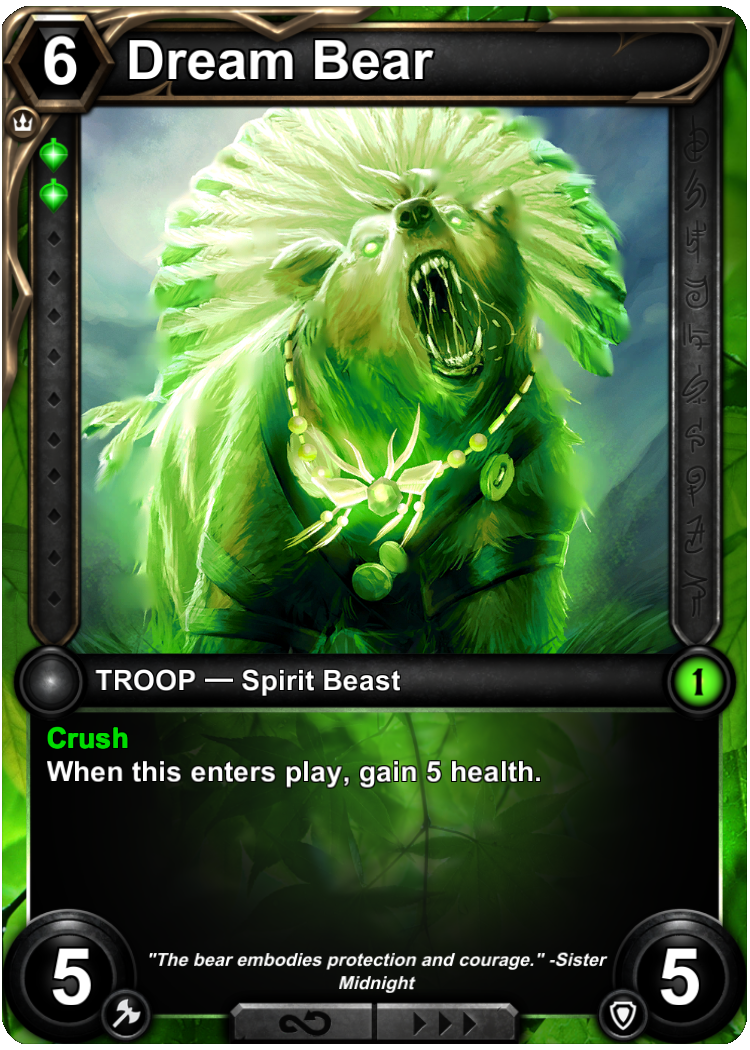 6 Dream Bear
TROOP — Spirit Beast
1
Crush
When this enters play, gain 5 health.
"The bear embodies protection and courage." -Sister
Midnight
5
5